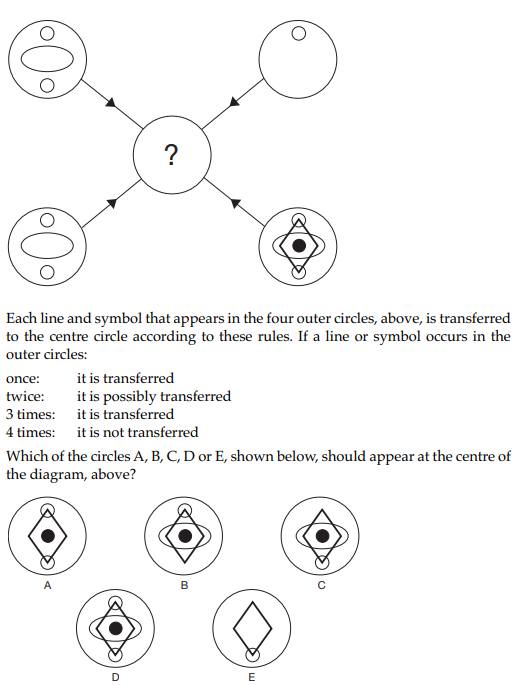 ?
Each line and symbol that appears in the four outer circles, above, is transferred
to the centre circle according to these rules. If a line or symbol occurs in the
outer circles:
once: it is transferred
twice: it is possibly transferred
3 times: it is transferred
4 times: it is not transferred
Which of the circles A, B, C, D or E, shown below, should appear at the centre of
the diagram, above?
A B C
D E